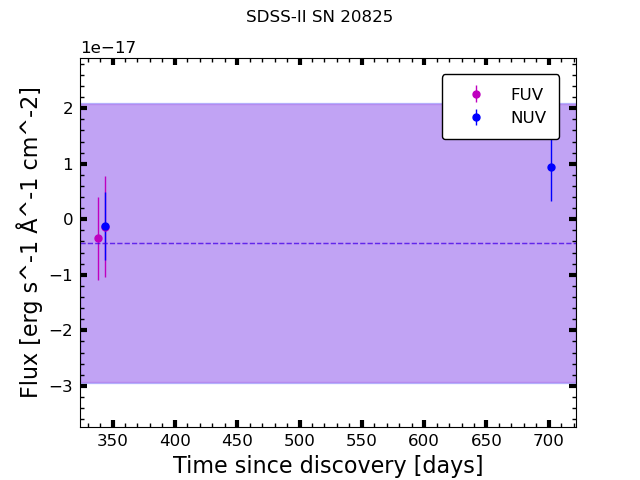 SDSS-II SN 20825
1e−17
FUV
NUV
2
1
0
−1
−2
−3
Flux [erg s^-1 Å^-1 cm^-2]
350 400 450 500 550 600 650 700
Time since discovery [days]